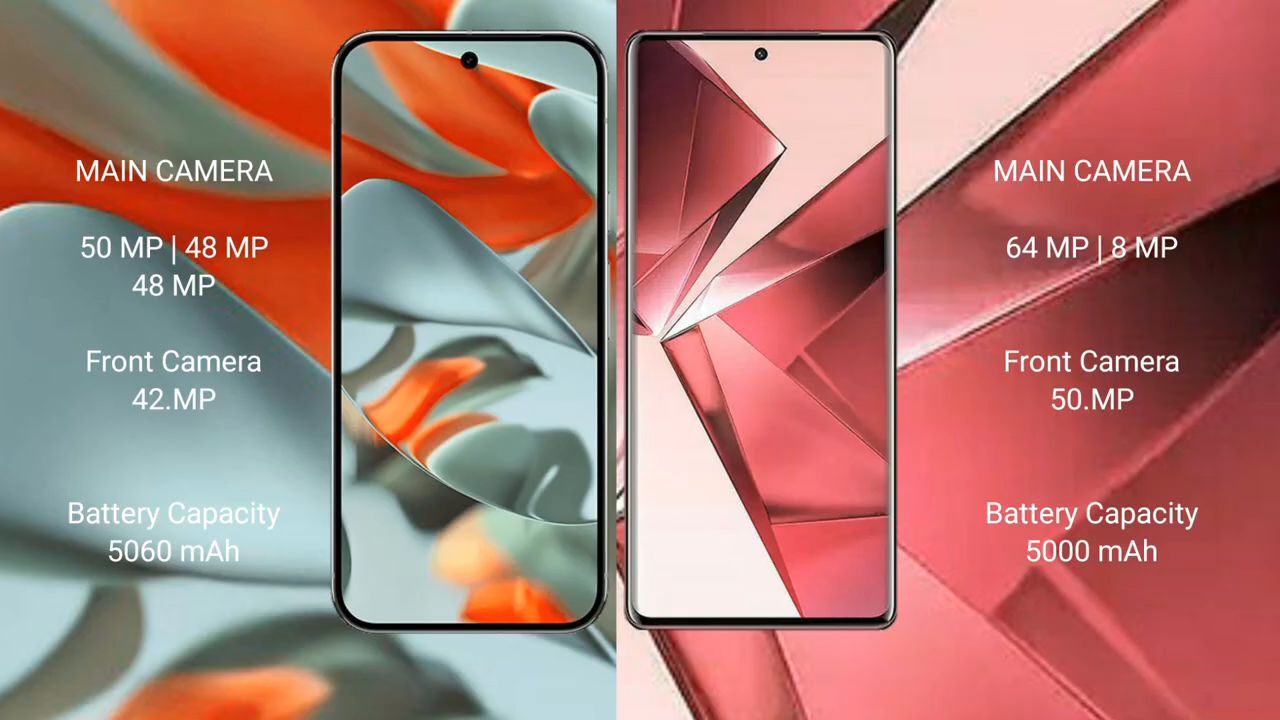 MAIN CAMERA
50 MP | 48 MP
48 MP
Front Camera
42.MP
Battery Capacity
5060 mAh
MAIN CAMERA
64 MP | 8 MP
Front Camera
50.MP
Battery Capacity
5000 mAh